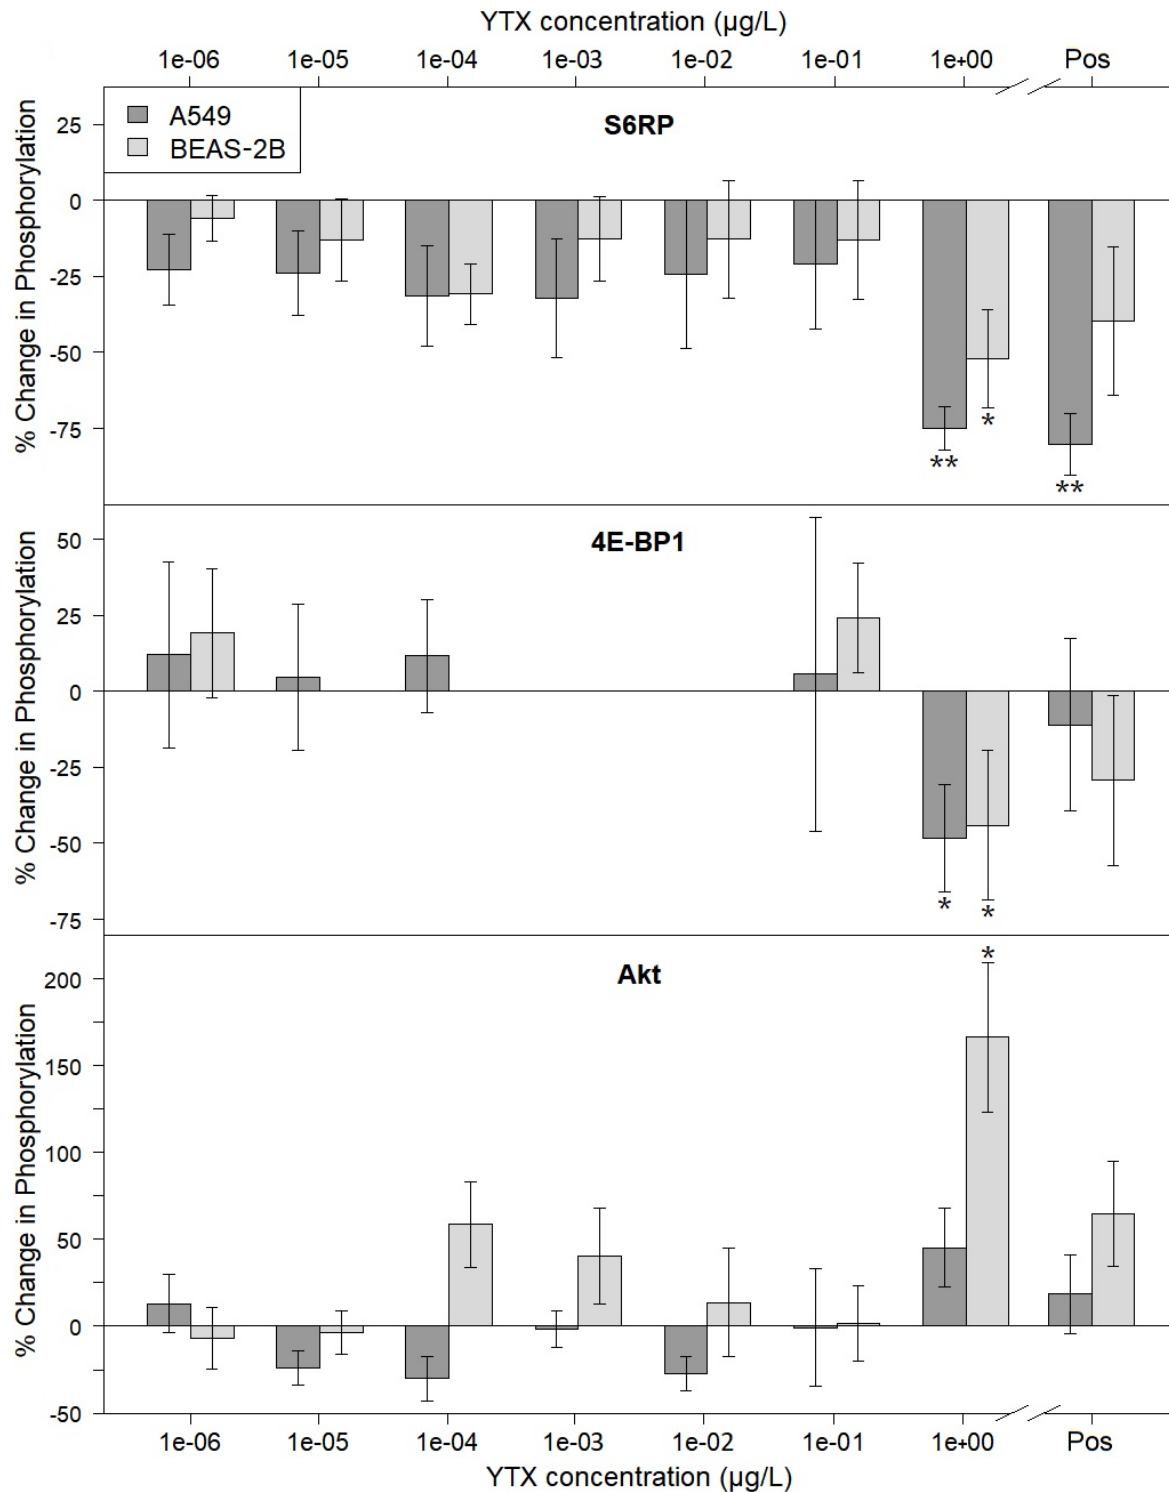 YTX concentration (µg/L)
1e-06 1e-05 1e-04 1e-03 1e-02 1e-01 1e+00 Pos
A549
BEAS-2B
S6RP
% Change in Phosphorylation
25
0
-25
-50
-75
**
*
**
4E-BP1
% Change in Phosphorylation
50
25
0
-25
-50
-75
*
*
Akt
*
% Change in Phosphorylation
200
150
100
50
0
-50
1e-06 1e-05 1e-04 1e-03 1e-02 1e-01 1e+00 Pos
YTX concentration (µg/L)